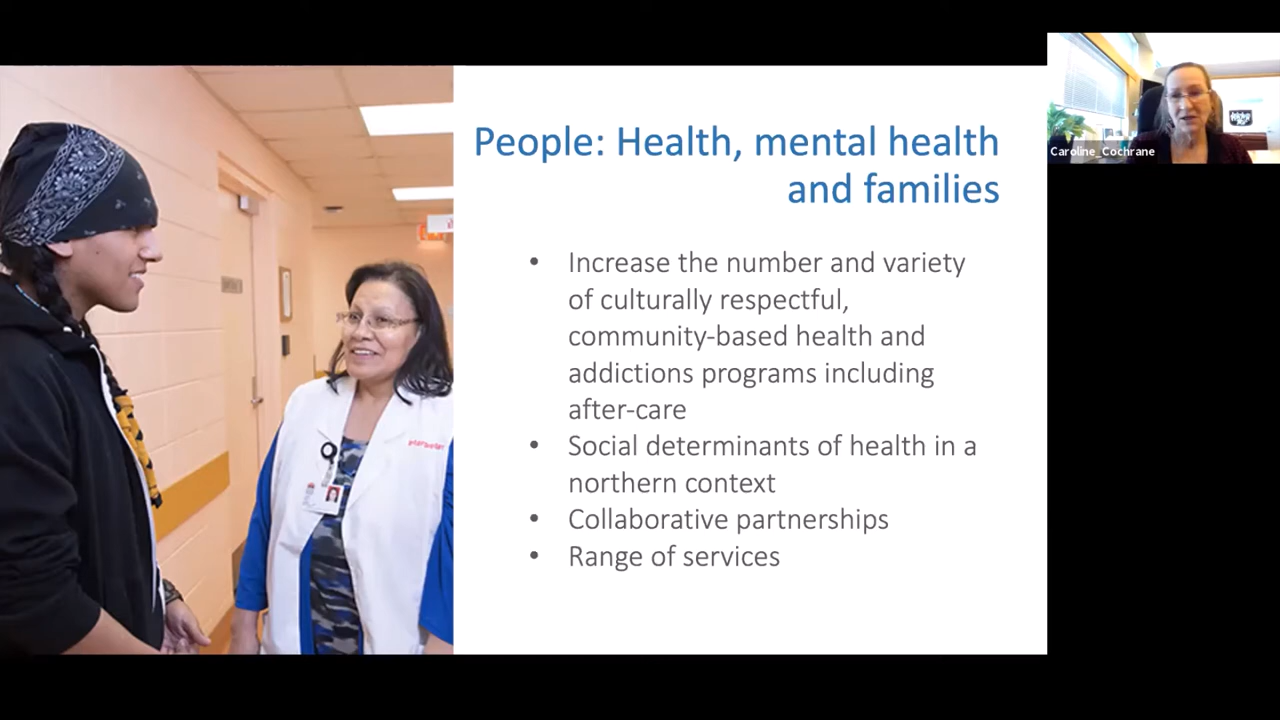 People: Health, mental health
and families
• Increase the number and variety
of culturally respectful,
community-based health and
addictions programs including
after-care
• Social determinants of health in a
northern context
• Collaborative partnerships
• Range of services
Caroline_Cochrane